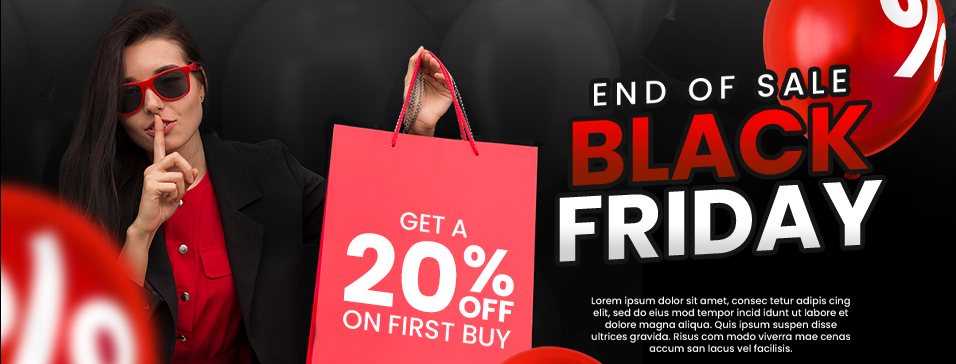 END OF SALE
BLACK
FRIDAY
GET A
20%
OFF
ON FIRST BUY
Lorem ipsum dolor sit amet, consec tetur adipis cing
elit, sed do eius mod tempor incid idunt ut labore et
dolore magna aliqua. Quis ipsum suspen disse
ultrices gravida. Risus com modo viverra mae cenas
accum san lacus vel facilisis.
%
%